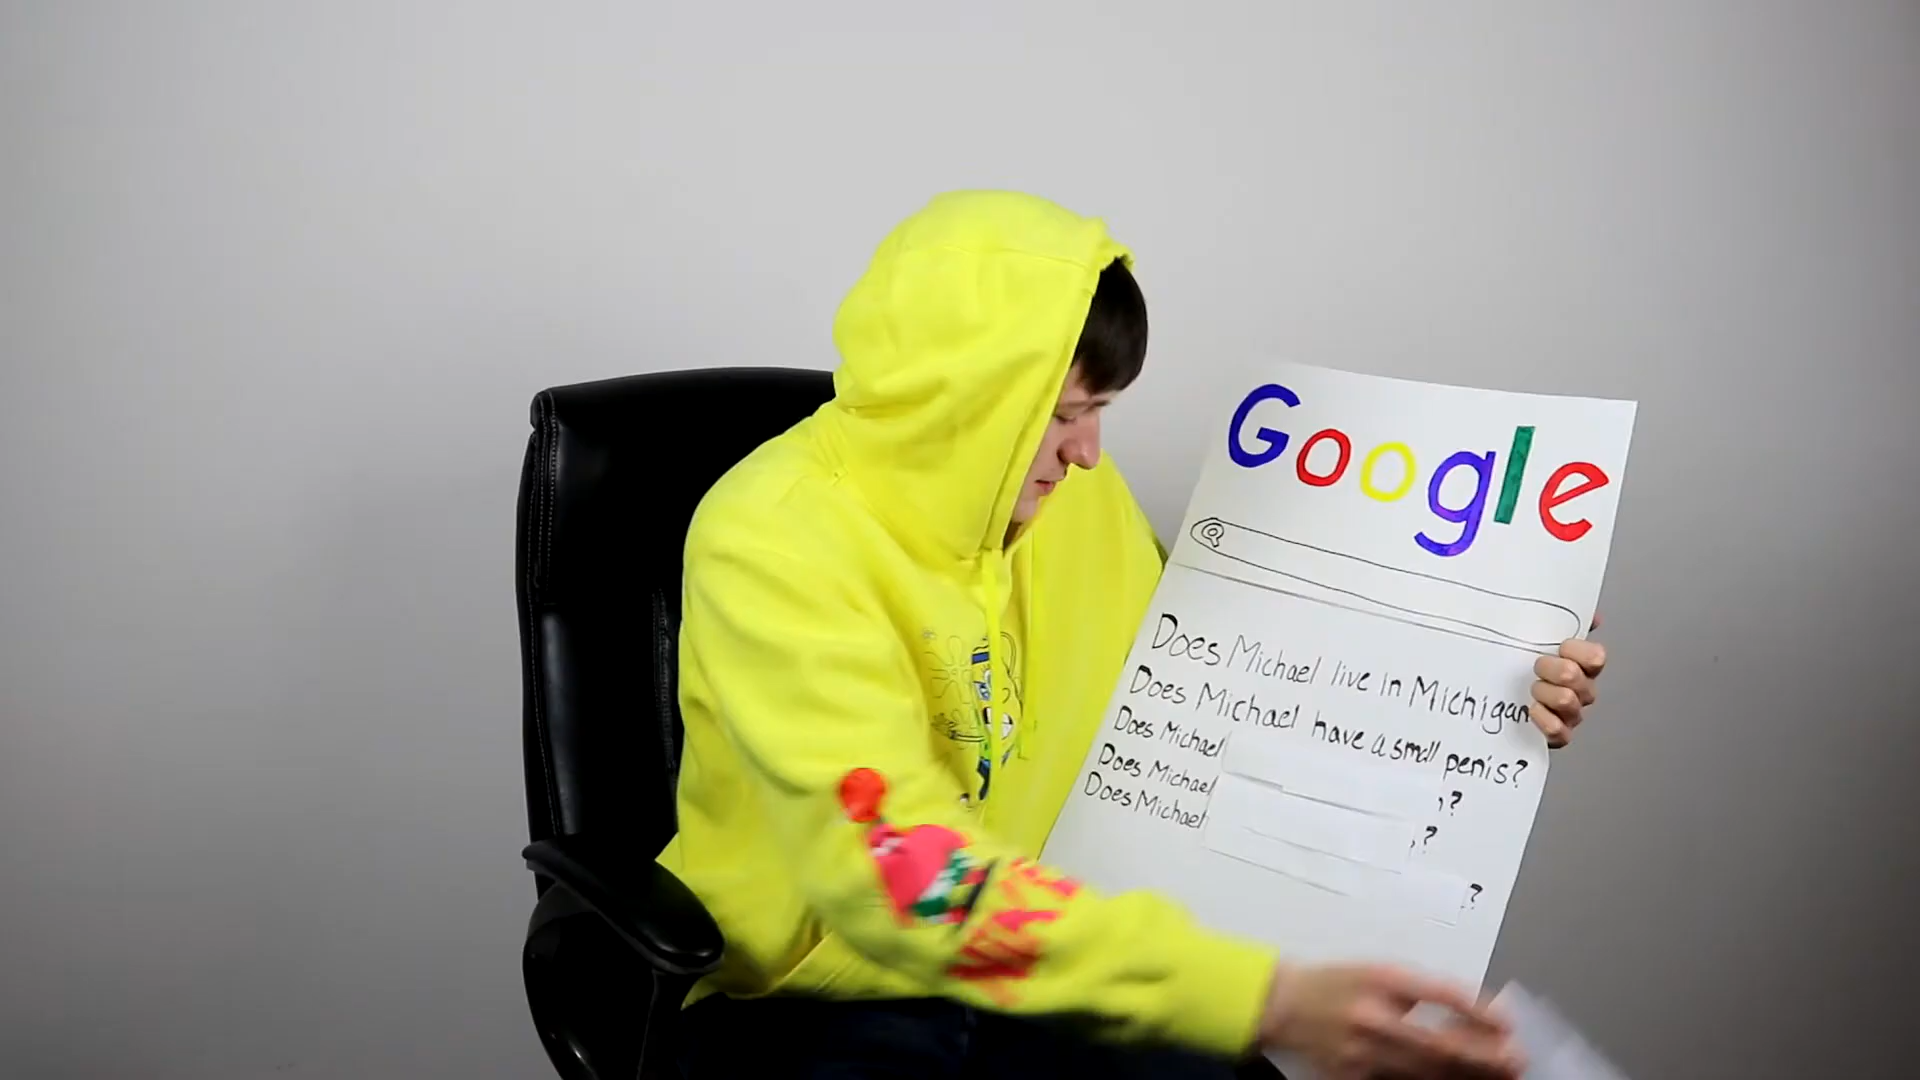 Google
Does Michael live in Michigan
Does Michael have a small penis?
Does Michael ?
Does Michael ?
Does Michael ?